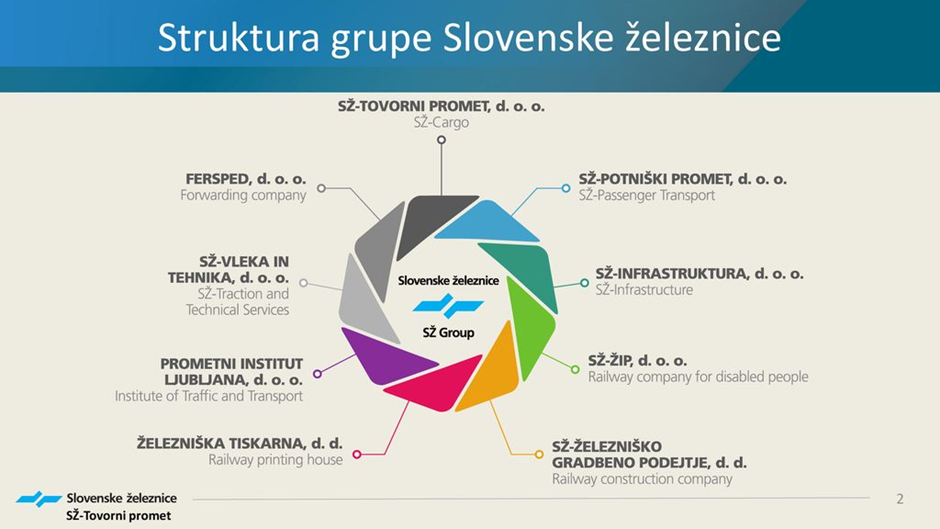 Struktura grupe Slovenske železnice
SŽ-TOVORNI PROMET, d. o. o.
SŽ-Cargo
FERSPED, d. o. o.
Forwarding company
SŽ-POTNIŠKI PROMET, d. o. o.
SŽ-Passenger Transport
SŽ-VLEKA IN
TEHNIKA, d. o. o.
SŽ-Traction and
Technical Services
SŽ-INFRASTRUKTURA, d. o. o.
SŽ-Infrastructure
Slovenske železnice
SŽ Group
PROMETNI INSTITUT
LJUBLJANA, d. o. o.
Institute of Traffic and Transport
SŽ-ŽIP, d. o. o.
Railway company for disabled people
ŽELEZNIŠKA TISKARNA, d. d.
Railway printing house
SŽ-ŽELEZNIŠKO
GRADBENO PODEJTJE, d. d.
Railway construction company
Slovenske železnice
SŽ-Tovorni promet
2